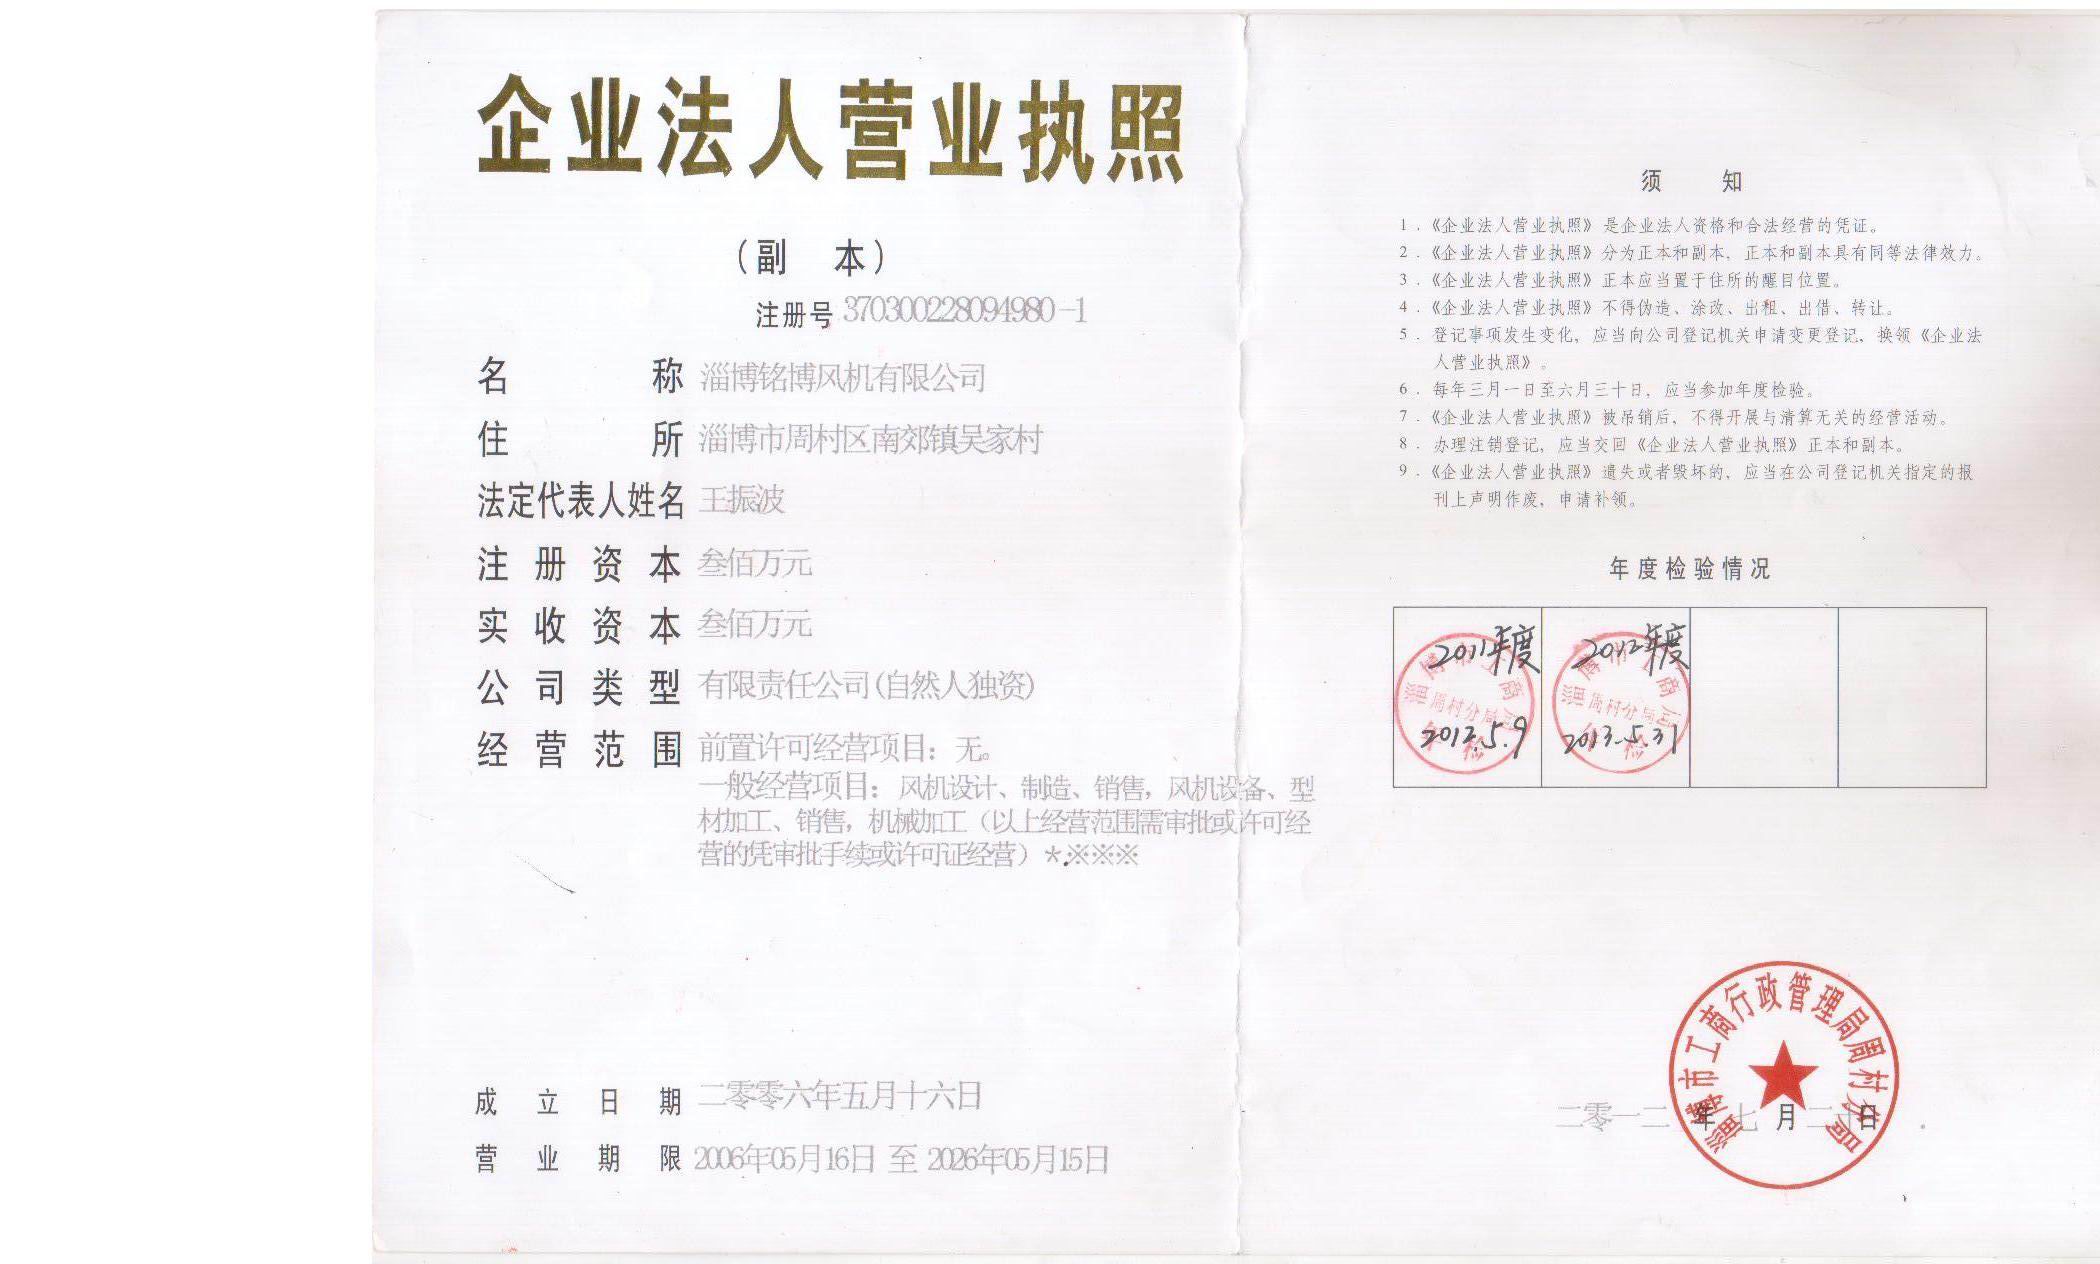 企业法人营业执照
（副 本）
注册号 370300228094980-1
名 称 淄博铭博风机有限公司
住 所 淄博市周村区南郊镇吴家村
法定代表人姓名 王振波
注册资本 叁佰万元
实收资本 叁佰万元
公司类型 有限责任公司(自然人独资)
经营范围 前置许可经营项目：无。
一般经营项目：风机设计、制造、销售，风机设备、型
材加工、销售，机械加工（以上经营范围需审批或许可经
营的凭审批手续或许可证经营）*※※※
成立日期 二零零六年五月十六日
营业期限 2006年05月16日 至 2026年05月15日
须 知
1．《企业法人营业执照》是企业法人资格和合法经营的凭证。
2．《企业法人营业执照》分为正本和副本，正本和副本具有同等法律效力。
3．《企业法人营业执照》正本应当置于住所的醒目位置。
4．《企业法人营业执照》不得伪造、涂改、出租、出借、转让。
5．登记事项发生变化，应当向公司登记机关申请变更登记，换领《企业法
人营业执照》。
6．每年三月一日至六月三十日，应当参加年度检验。
7．《企业法人营业执照》被吊销后，不得开展与清算无关的经营活动。
8．办理注销登记，应当交回《企业法人营业执照》正本和副本。
9．《企业法人营业执照》遗失或者毁坏的，应当在公司登记机关指定的报
刊上声明作废，申请补领。
年度检验情况
2011年度
淄博市工商局
周村分局
年检
2012.5.9
2012年度
淄博市工商局
周村分局
年检
2013.5.31
淄博市工商行政管理局周村分局
二零一二年七月二 日